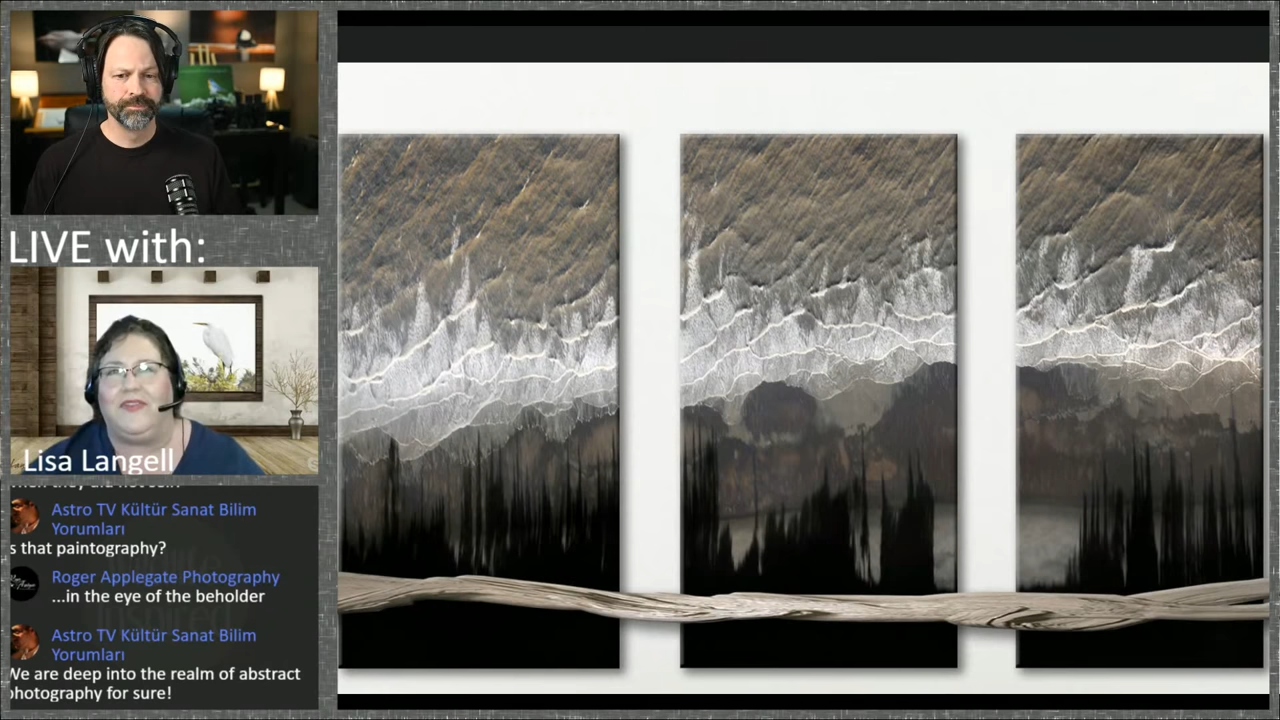 LIVE with:
Lisa Langell
Astro TV Kültür Sanat Bilim
Yorumları
s that paintography?
Roger Applegate Photography
...in the eye of the beholder
Astro TV Kültür Sanat Bilim
Yorumları
We are deep into the realm of abstract
photography for sure!